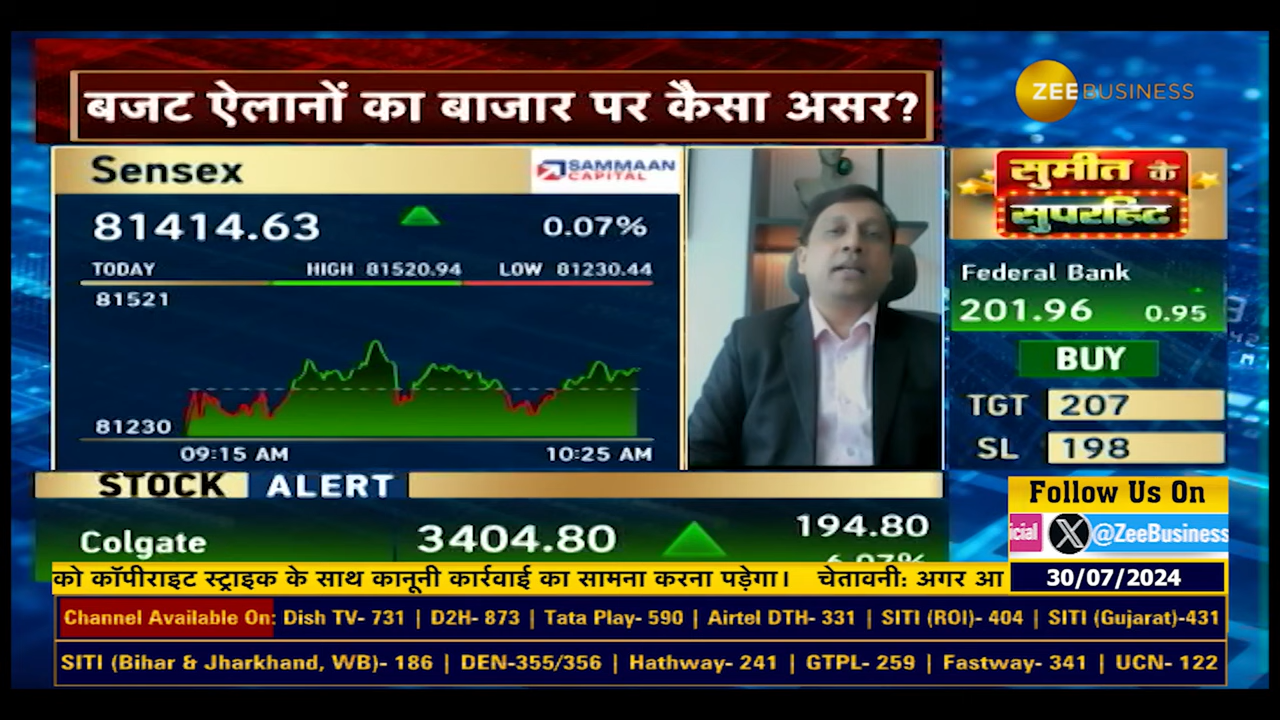 बजट ऐलानों का बाजार पर कैसा असर?
ZEEBUSINESS
Sensex
SAMMAAN
CAPITAL
81414.63
0.07%
TODAY
HIGH 81520.94
LOW 81230.44
81521
81230
09:15 AM
10:25 AM
सुमीत के
सुपरहिट
Federal Bank
201.96 0.95
BUY
TGT 207
SL 198
STOCK ALERT
Colgate
3404.80
194.80
6.07%
Follow Us On
icial
@ZeeBusiness
को कॉपीराइट स्ट्राइक के साथ कानूनी कार्रवाई का सामना करना पड़ेगा। चेतावनी: अगर आ
30/07/2024
Channel Available On: Dish TV- 731 | D2H- 873 | Tata Play- 590 | Airtel DTH- 331 | SITI (ROI)- 404 | SITI (Gujarat)-431
SITI (Bihar & Jharkhand, WB)- 186 | DEN-355/356 | Hathway- 241 | GTPL- 259 | Fastway- 341 | UCN- 122